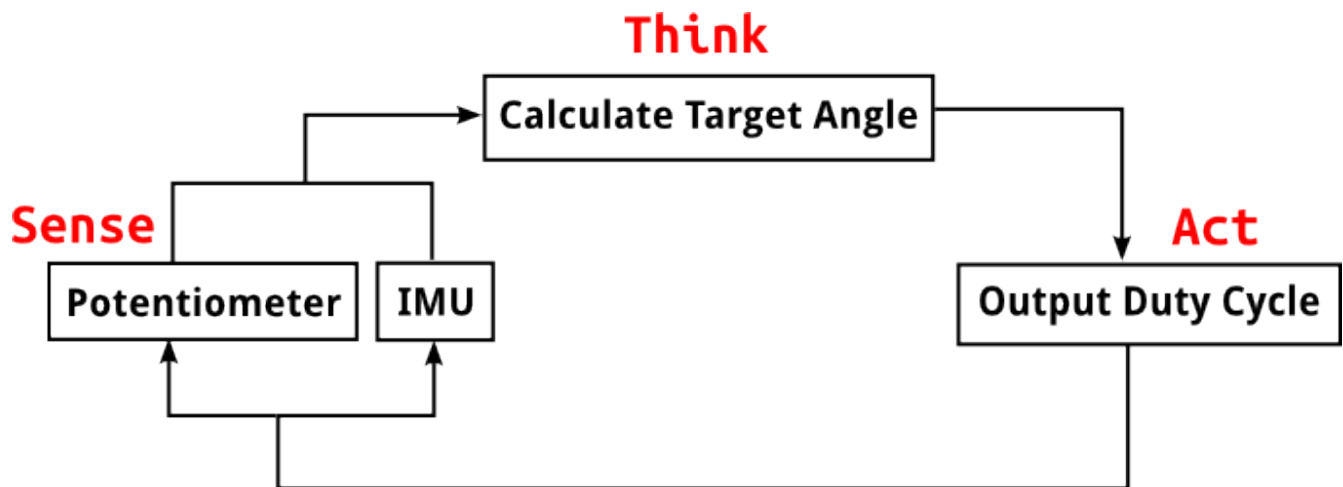 Think
Calculate Target Angle
Sense
Act
Potentiometer
IMU
Output Duty Cycle